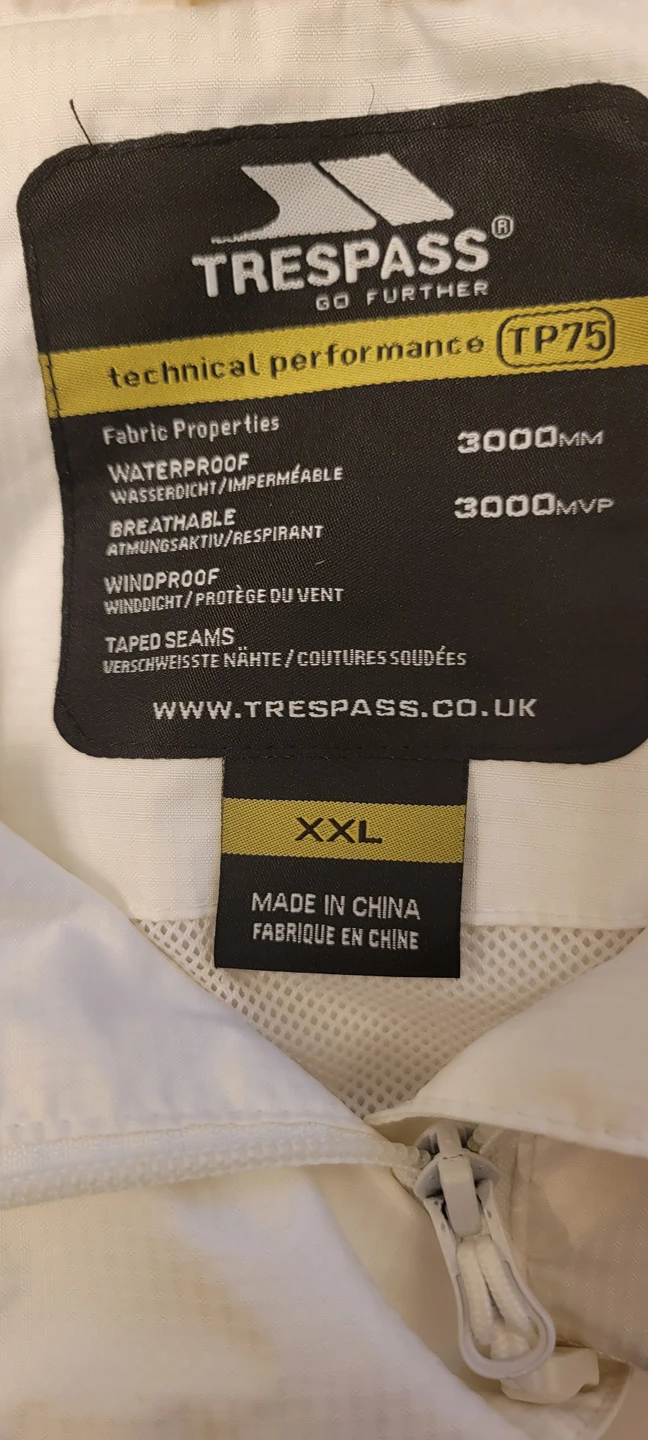 TRESPASS®
GO FURTHER
technical performance TP75
Fabric Properties
WATERPROOF 3000MM
WASSERDICHT/IMPERMÉABLE
BREATHABLE 3000MVP
ATMUNGSAKTIV/RESPIRANT
WINDPROOF
WINDDICHT/PROTÈGE DU VENT
TAPED SEAMS
VERSCHWEISSTE NÄHTE/COUTURES SOUDÉES
WWW.TRESPASS.CO.UK
XXL
MADE IN CHINA
FABRIQUE EN CHINE